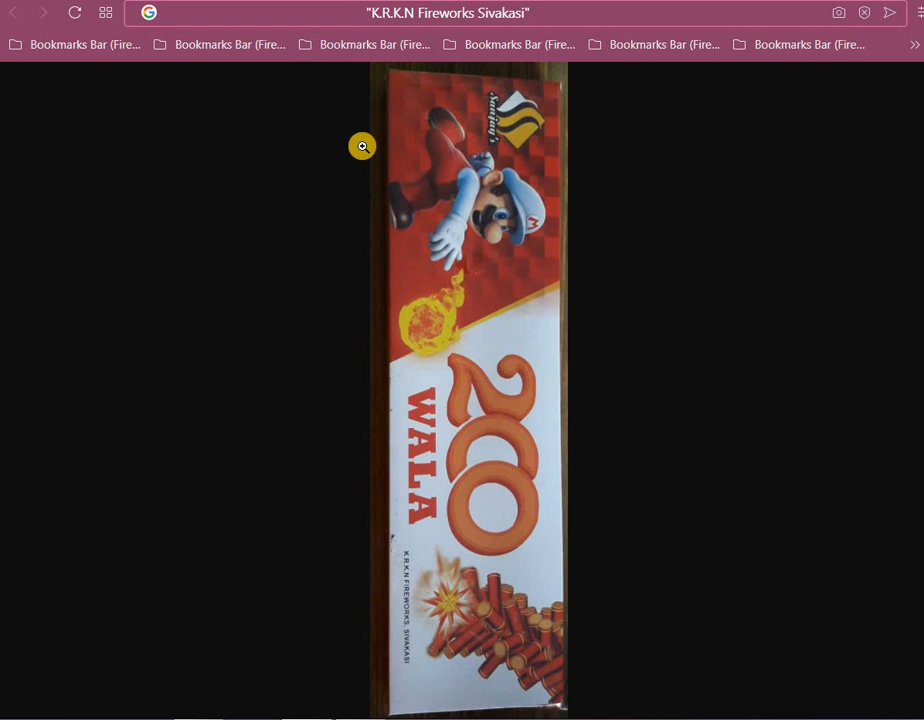 "K.R.K.N Fireworks Sivakasi"
Bookmarks Bar (Fire...
Bookmarks Bar (Fire...
Bookmarks Bar (Fire...
Bookmarks Bar (Fire...
Bookmarks Bar (Fire...
Bookmarks Bar (Fire...
Sanjay's
M
200
WALA
K.R.K.N FIREWORKS, SIVAKASI